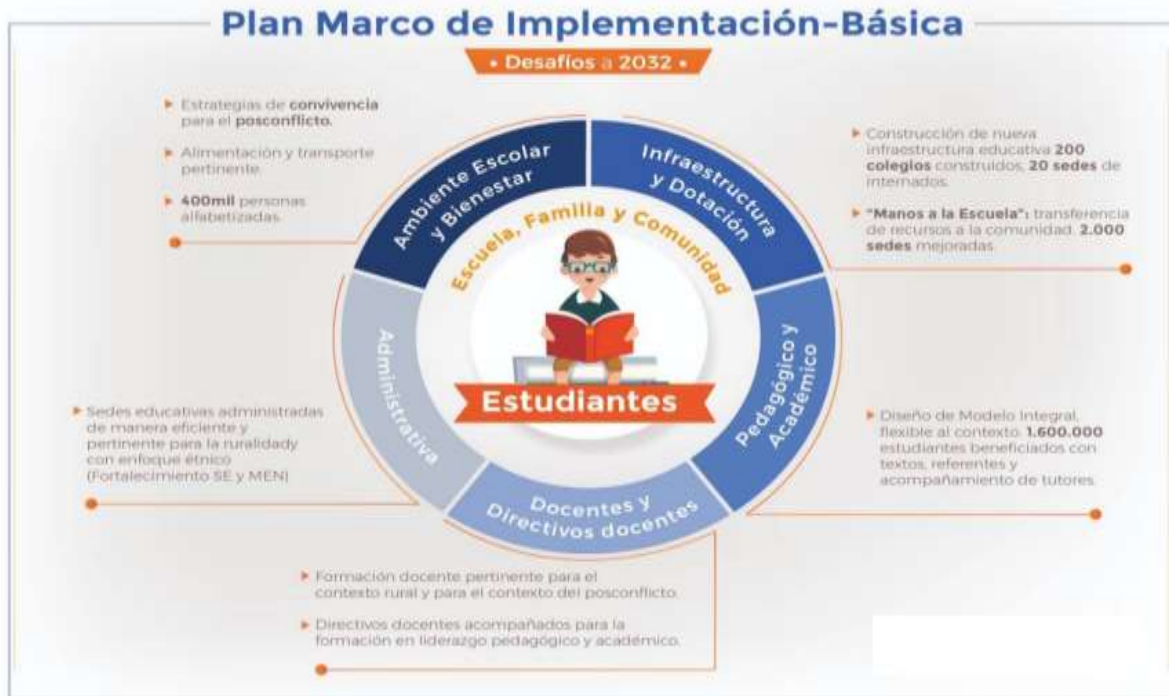 Plan Marco de Implementación-Básica
• Desafíos a 2032 •
Estrategias de convivencia
para el posconflicto.
Alimentación y transporte
pertinente.
400mil personas
alfabetizadas.
Ambiente Escolar
y Bienestar
Infraestructura
y Dotación
Construcción de nueva
infraestructura educativa 200
colegios construidos, 20 sedes de
internados.
"Manos a la Escuela": transferencia
de recursos a la comunidad. 2.000
sedes mejoradas.
Escuela, Familia y Comunidad
Estudiantes
Administrativa
Pedagógico y
Académico
Sedes educativas administradas
de manera eficiente y
pertinente para la ruralidady
con enfoque étnico
(Fortalecimiento SE y MEN)
Diseño de Modelo Integral,
flexible al contexto. 1.600.000
estudiantes beneficiados con
textos, referentes y
acompañamiento de tutores.
Docentes y
Directivos docentes
Formación docente pertinente para el
contexto rural y para el contexto del posconflicto.
Directivos docentes acompañados para la
formación en liderazgo pedagógico y académico.